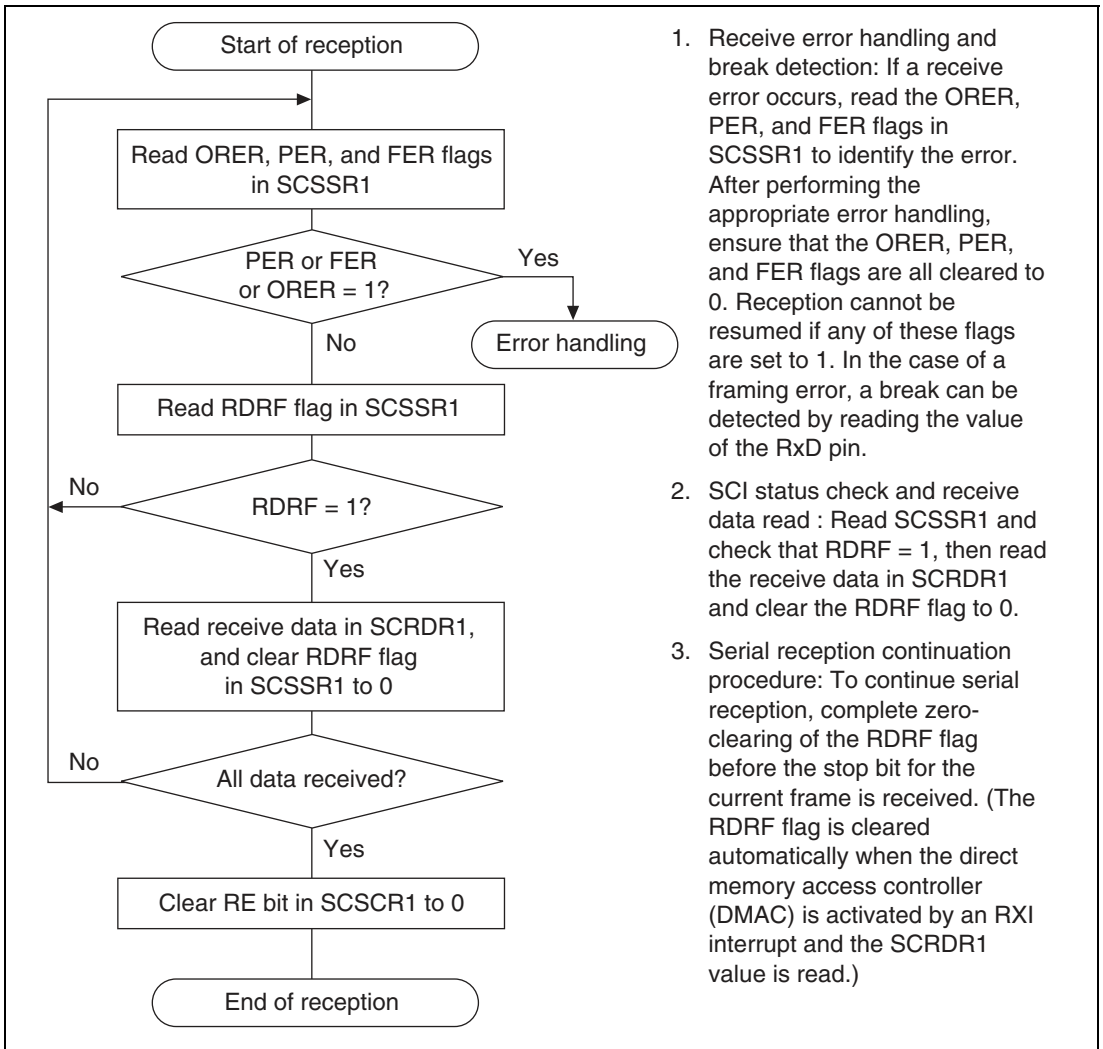 Start of reception
Read ORER, PER, and FER flags
in SCSSR1
PER or FER
or ORER = 1?
Yes
Error handling
No
Read RDRF flag in SCSSR1
No
RDRF = 1?
Yes
Read receive data in SCRDR1,
and clear RDRF flag
in SCSSR1 to 0
No
All data received?
Yes
Clear RE bit in SCSCR1 to 0
End of reception
1. Receive error handling and
break detection: If a receive
error occurs, read the ORER,
PER, and FER flags in
SCSSR1 to identify the error.
After performing the
appropriate error handling,
ensure that the ORER, PER,
and FER flags are all cleared to
0. Reception cannot be
resumed if any of these flags
are set to 1. In the case of a
framing error, a break can be
detected by reading the value
of the RxD pin.
2. SCI status check and receive
data read : Read SCSSR1 and
check that RDRF = 1, then read
the receive data in SCRDR1
and clear the RDRF flag to 0.
3. Serial reception continuation
procedure: To continue serial
reception, complete zero-
clearing of the RDRF flag
before the stop bit for the
current frame is received. (The
RDRF flag is cleared
automatically when the direct
memory access controller
(DMAC) is activated by an RXI
interrupt and the SCRDR1
value is read.)